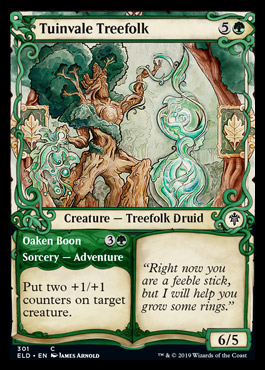 Tuinvale Treefolk 5
Creature — Treefolk Druid
Oaken Boon 3
Sorcery — Adventure
Put two +1/+1
counters on target
creature.
“Right now you
are a feeble stick,
but I will help you
grow some rings.”
6/5
301 C
ELD • EN JAMES ARNOLD
™ & © 2019 Wizards of the Coast